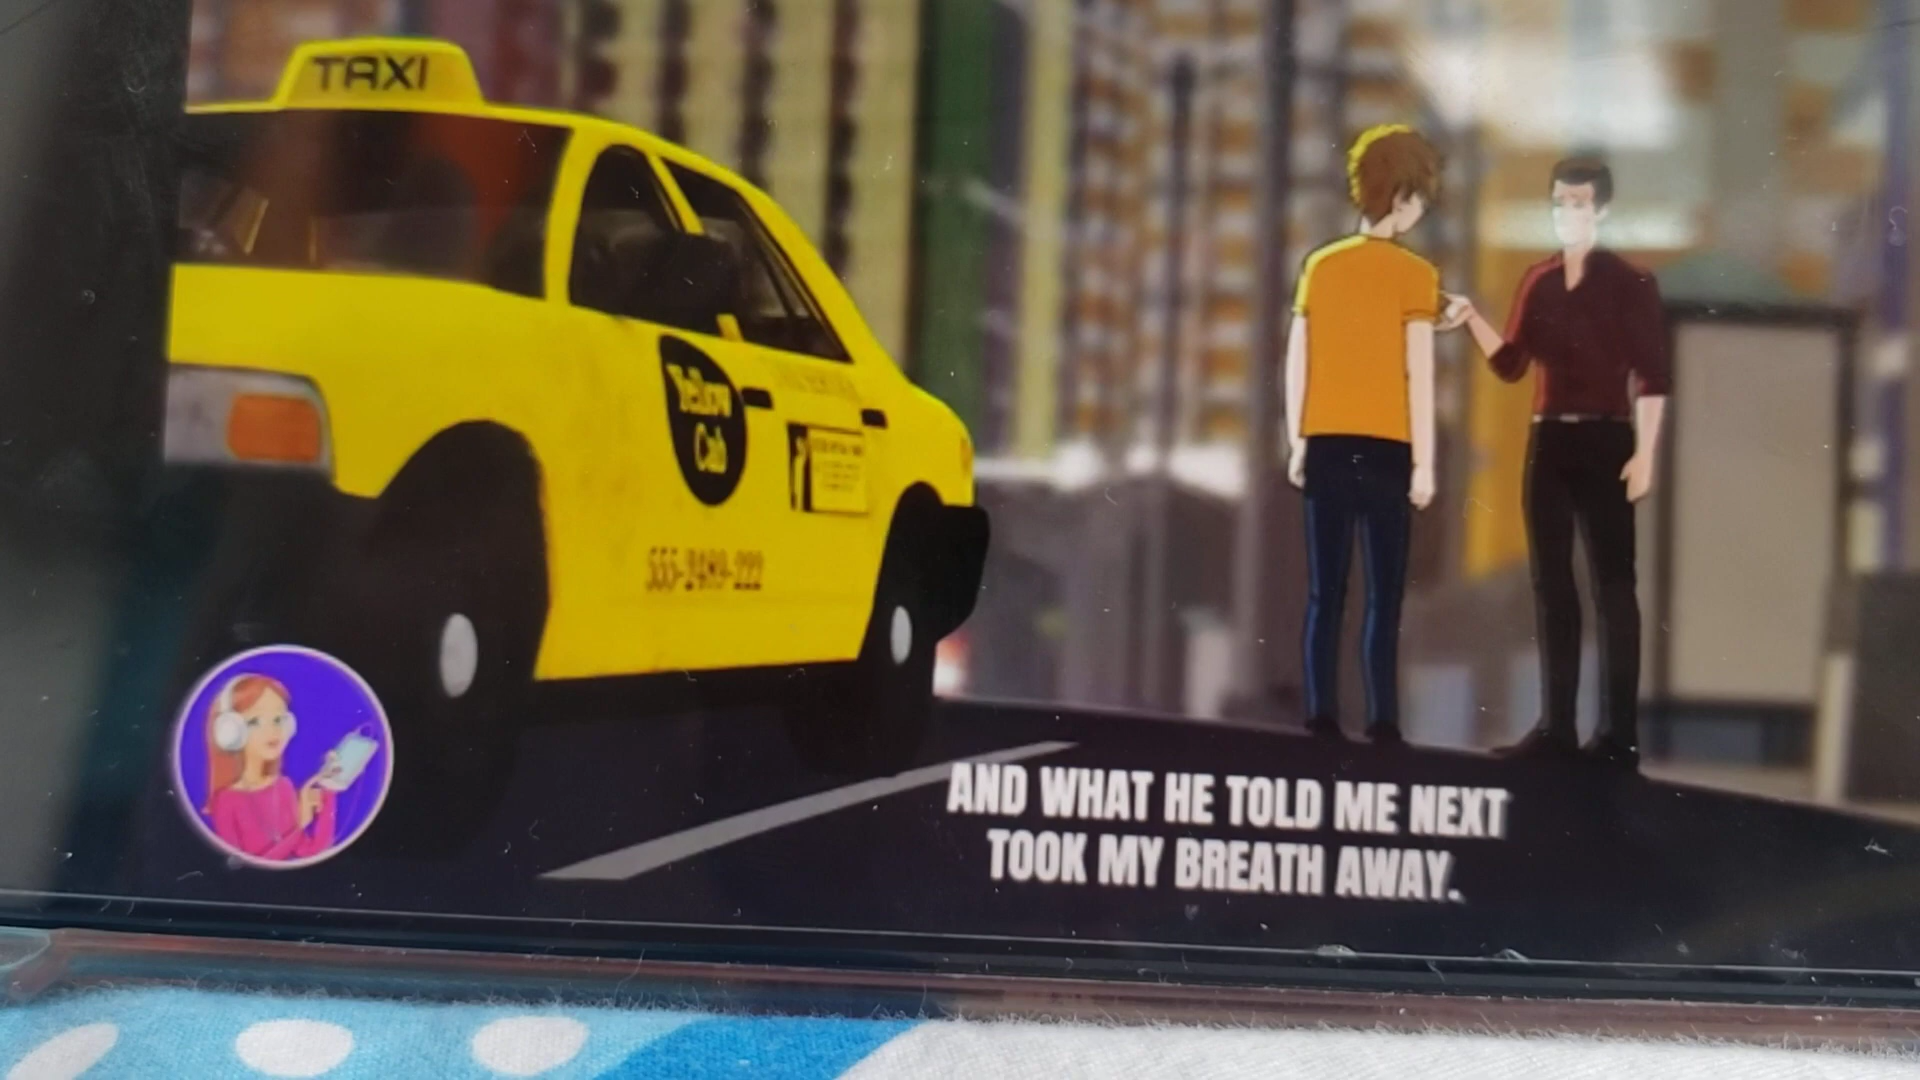 TAXI
Yellow
Cab
AND WHAT HE TOLD ME NEXT
TOOK MY BREATH AWAY.